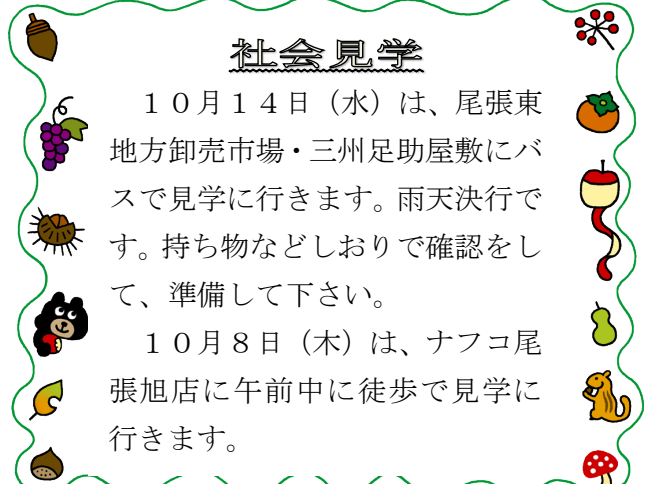 社会見学
　１０月１４日（水）は、尾張東
地方卸売市場・三州足助屋敷にバ
スで見学に行きます。雨天決行で
す。持ち物などしおりで確認をし
て、準備して下さい。
　１０月８日（木）は、ナフコ尾
張旭店に午前中に徒歩で見学に
行きます。